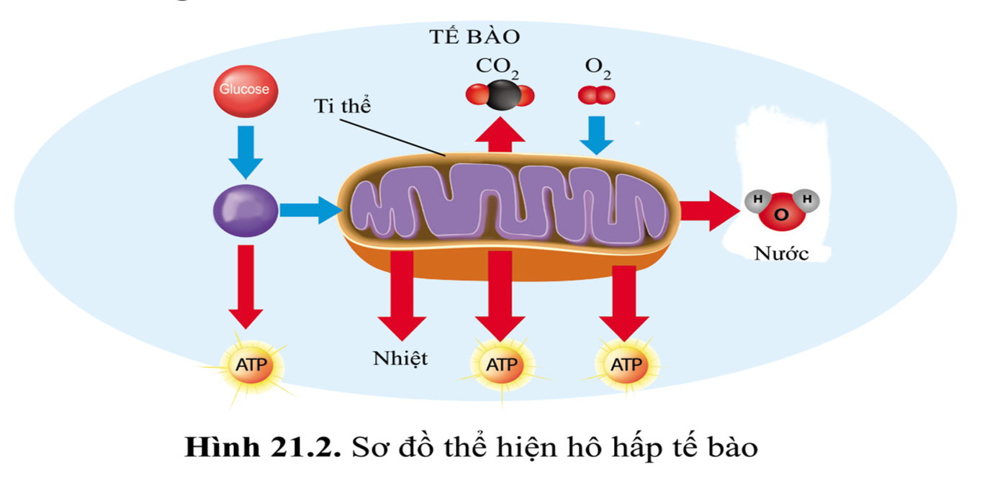 TẾ BÀO
CO₂
O₂
Glucose
Ti thể
H H
O
Nước
Nhiệt
ATP
ATP
ATP
Hình 21.2. Sơ đồ thể hiện hô hấp tế bào